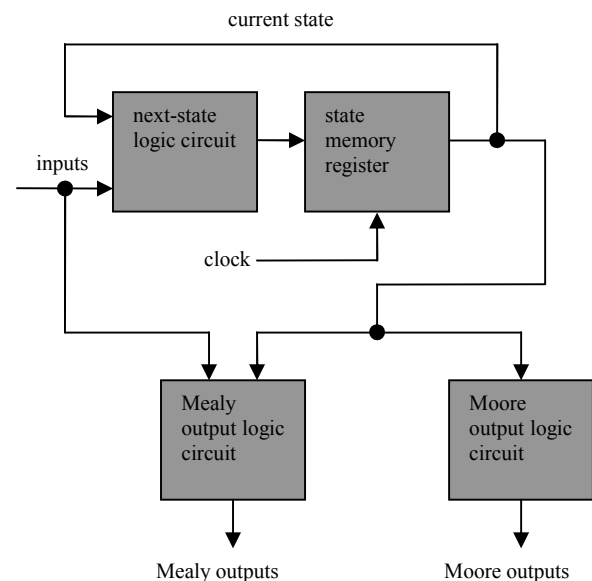 current state
next-state
logic circuit
state
memory
register
inputs
clock
Mealy
output logic
circuit
Moore
output logic
circuit
Mealy outputs
Moore outputs